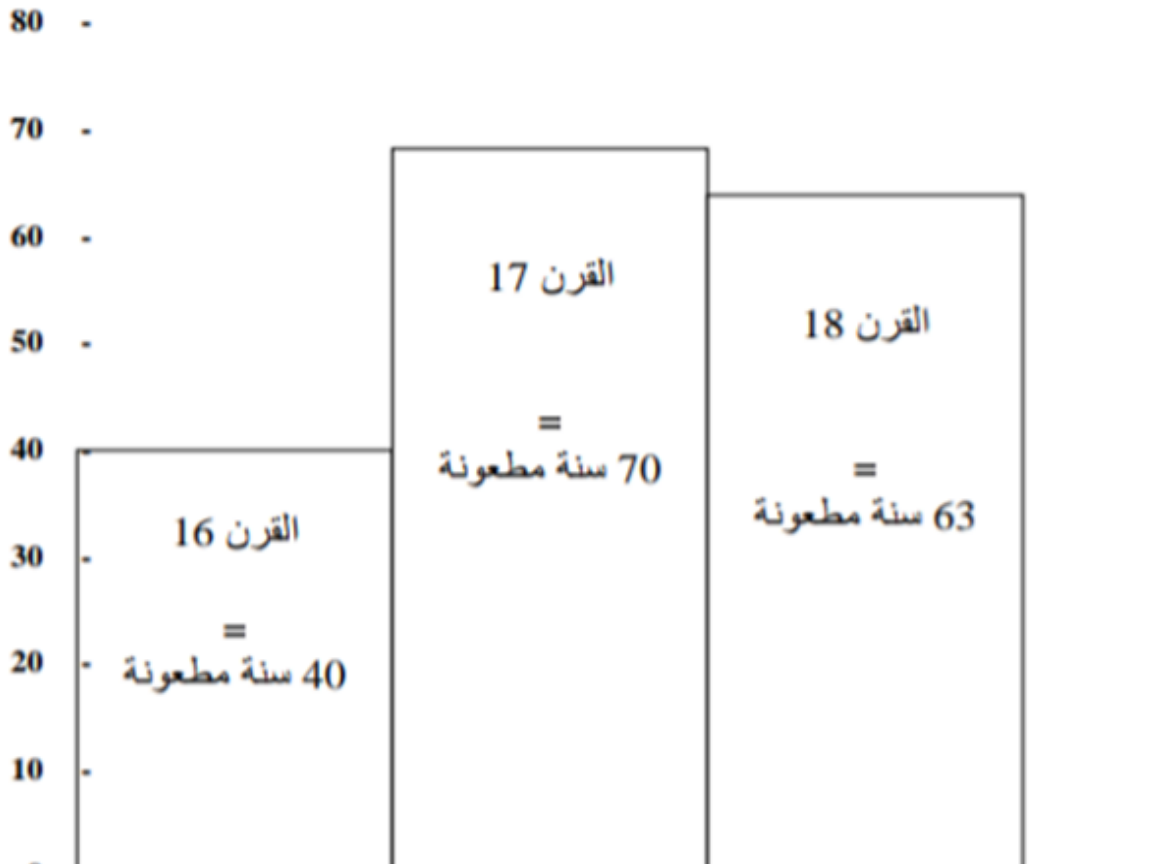 80 -
70 -
60 -
50 -
40 -
30 -
20 -
10 -
القرن 16
=
40 سنة مطعونة
القرن 17
=
70 سنة مطعونة
القرن 18
=
63 سنة مطعونة